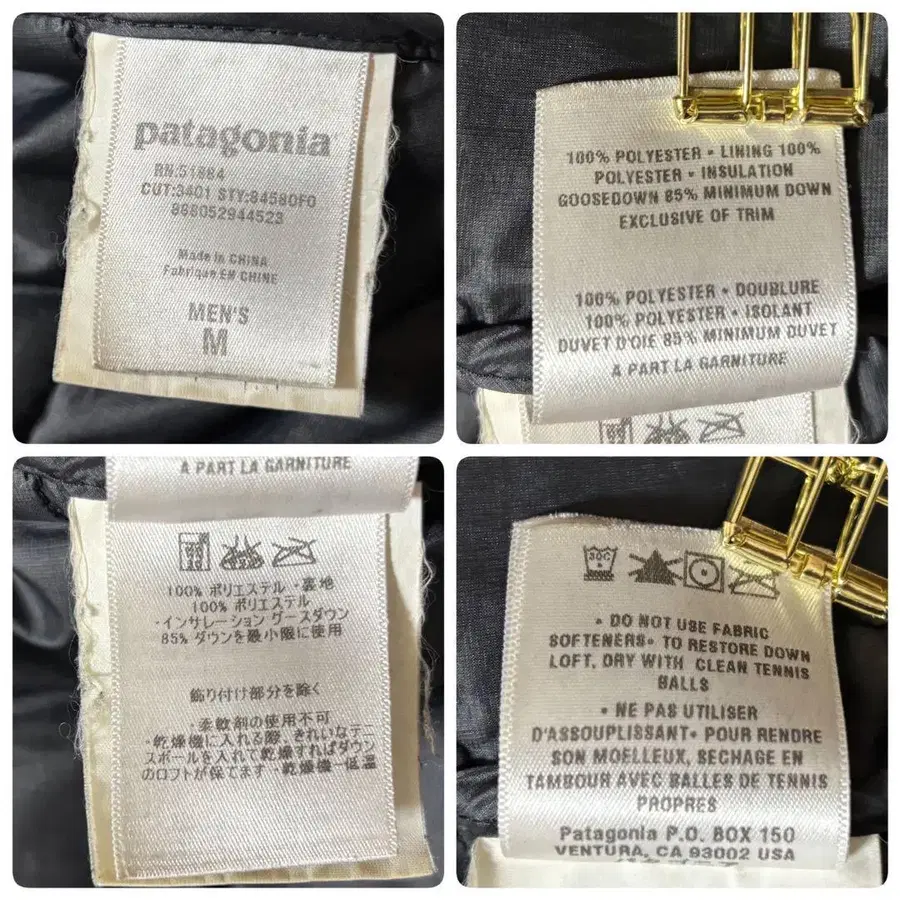 patagonia
RN:51884
CUT:3401 STY:84580F0
868052944523
Made in CHINA
Fabriqué EN CHINE
MEN'S
M
100% POLYESTER • LINING 100%
POLYESTER • INSULATION
GOOSEDOWN 85% MINIMUM DOWN
EXCLUSIVE OF TRIM
100% POLYESTER • DOUBLURE
100% POLYESTER • ISOLANT
DUVET D'OIE 85% MINIMUM DUVET
A PART LA GARNITURE
A PART LA GARNITURE
100% ポリエステル・裏地
100% ポリエステル
・インサレーション グースダウン
85% ダウンを最小限に使用
飾り付け部分を除く
・柔軟剤の使用不可
・乾燥機に入れる際、きれいなテニ
スボールを入れて乾燥すればダウン
のロフトが保てます・乾燥機－低温
30C
• DO NOT USE FABRIC
SOFTENERS• TO RESTORE DOWN
LOFT, DRY WITH CLEAN TENNIS
BALLS
• NE PAS UTILISER
D'ASSOUPLISSANT• POUR RENDRE
SON MOELLEUX, SECHAGE EN
TAMBOUR AVEC BALLES DE TENNIS
PROPRES
Patagonia P.O. BOX 150
VENTURA, CA 93002 USA